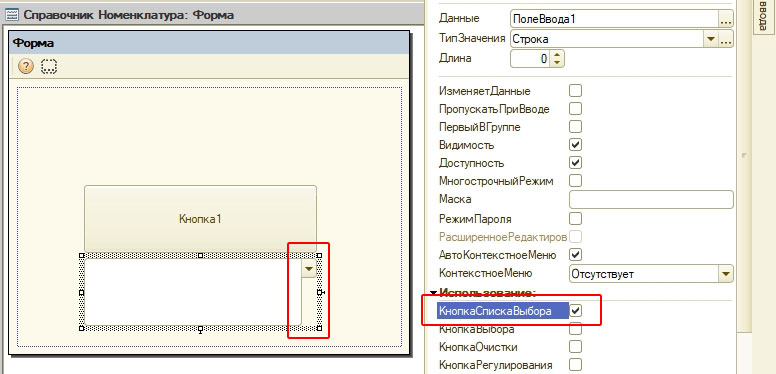 Справочник Номенклатура: Форма
Форма
?
Кнопка1
Данные
ПолеВвода1
...
ТипЗначения
Строка
...
Длина
0
ИзменяетДанные
ПропускатьПриВводе
ПервыйВГруппе
Видимость
Доступность
МногострочныйРежим
Маска
РежимПароля
РасширенноеРедактиров
АвтоКонтекстноеМеню
КонтекстноеМеню
Отсутствует
Использование:
КнопкаСпискаВыбора
КнопкаВыбора
КнопкаОчистки
КнопкаРегулирования
ввода